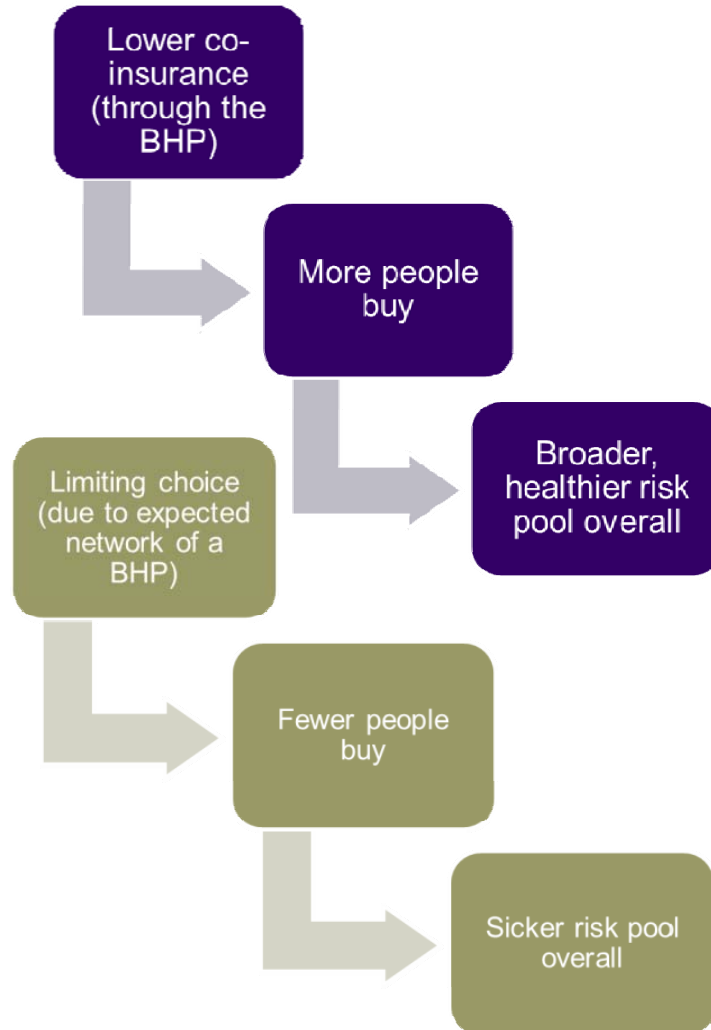 Lower co-
insurance
(through the
BHP)
More people
buy
Broader,
healthier risk
pool overall
Limiting choice
(due to expected
network of a
BHP)
Fewer people
buy
Sicker risk pool
overall